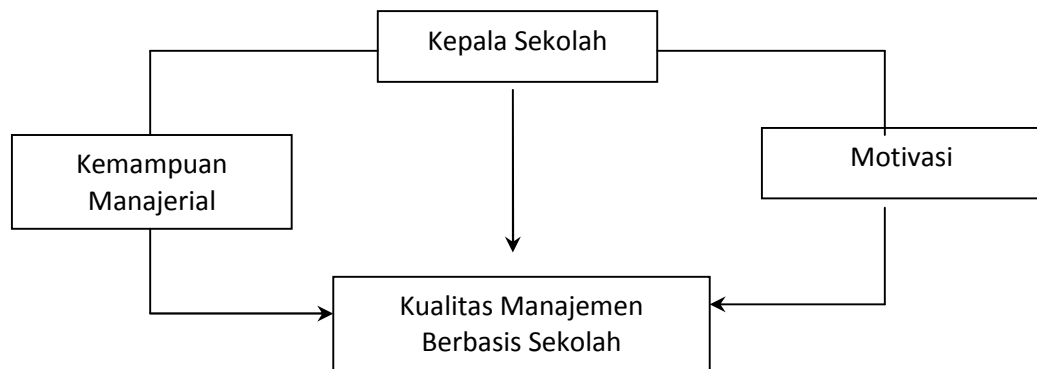 Kepala Sekolah
Kemampuan
Manajerial
Motivasi
Kualitas Manajemen
Berbasis Sekolah